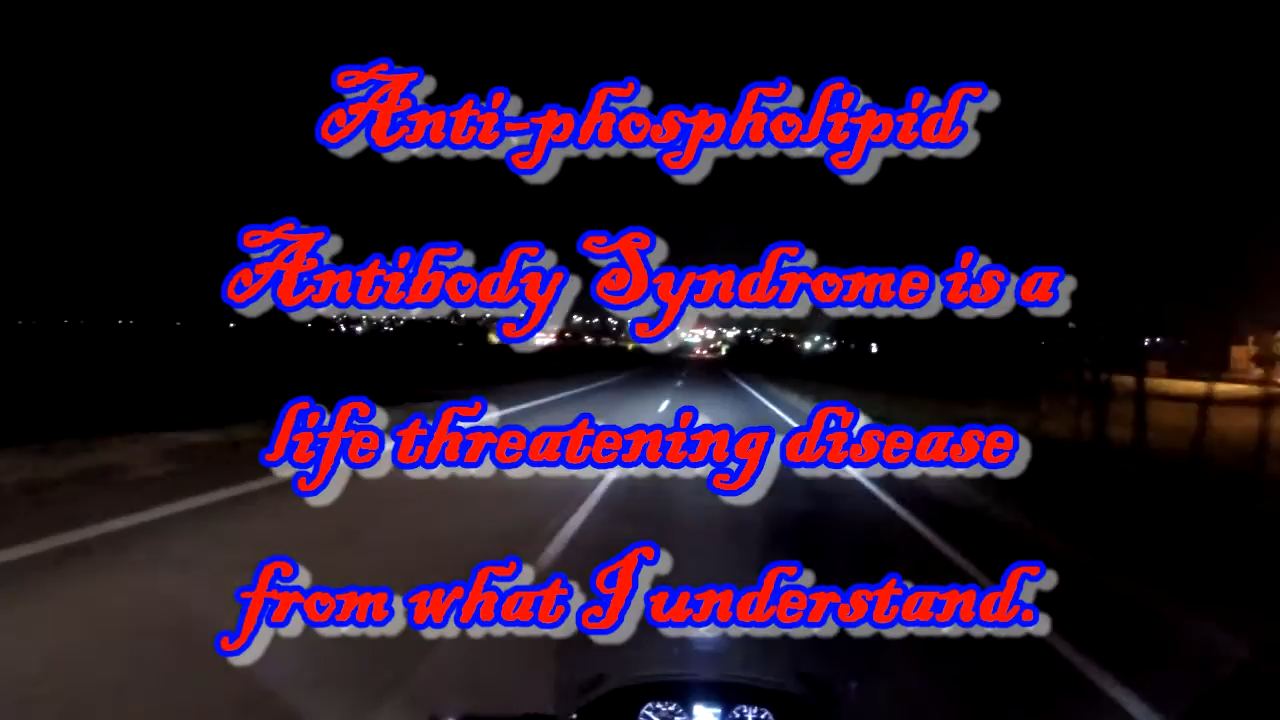 Anti-phospholipid
Antibody Syndrome is a
life threatening disease
from what I understand.